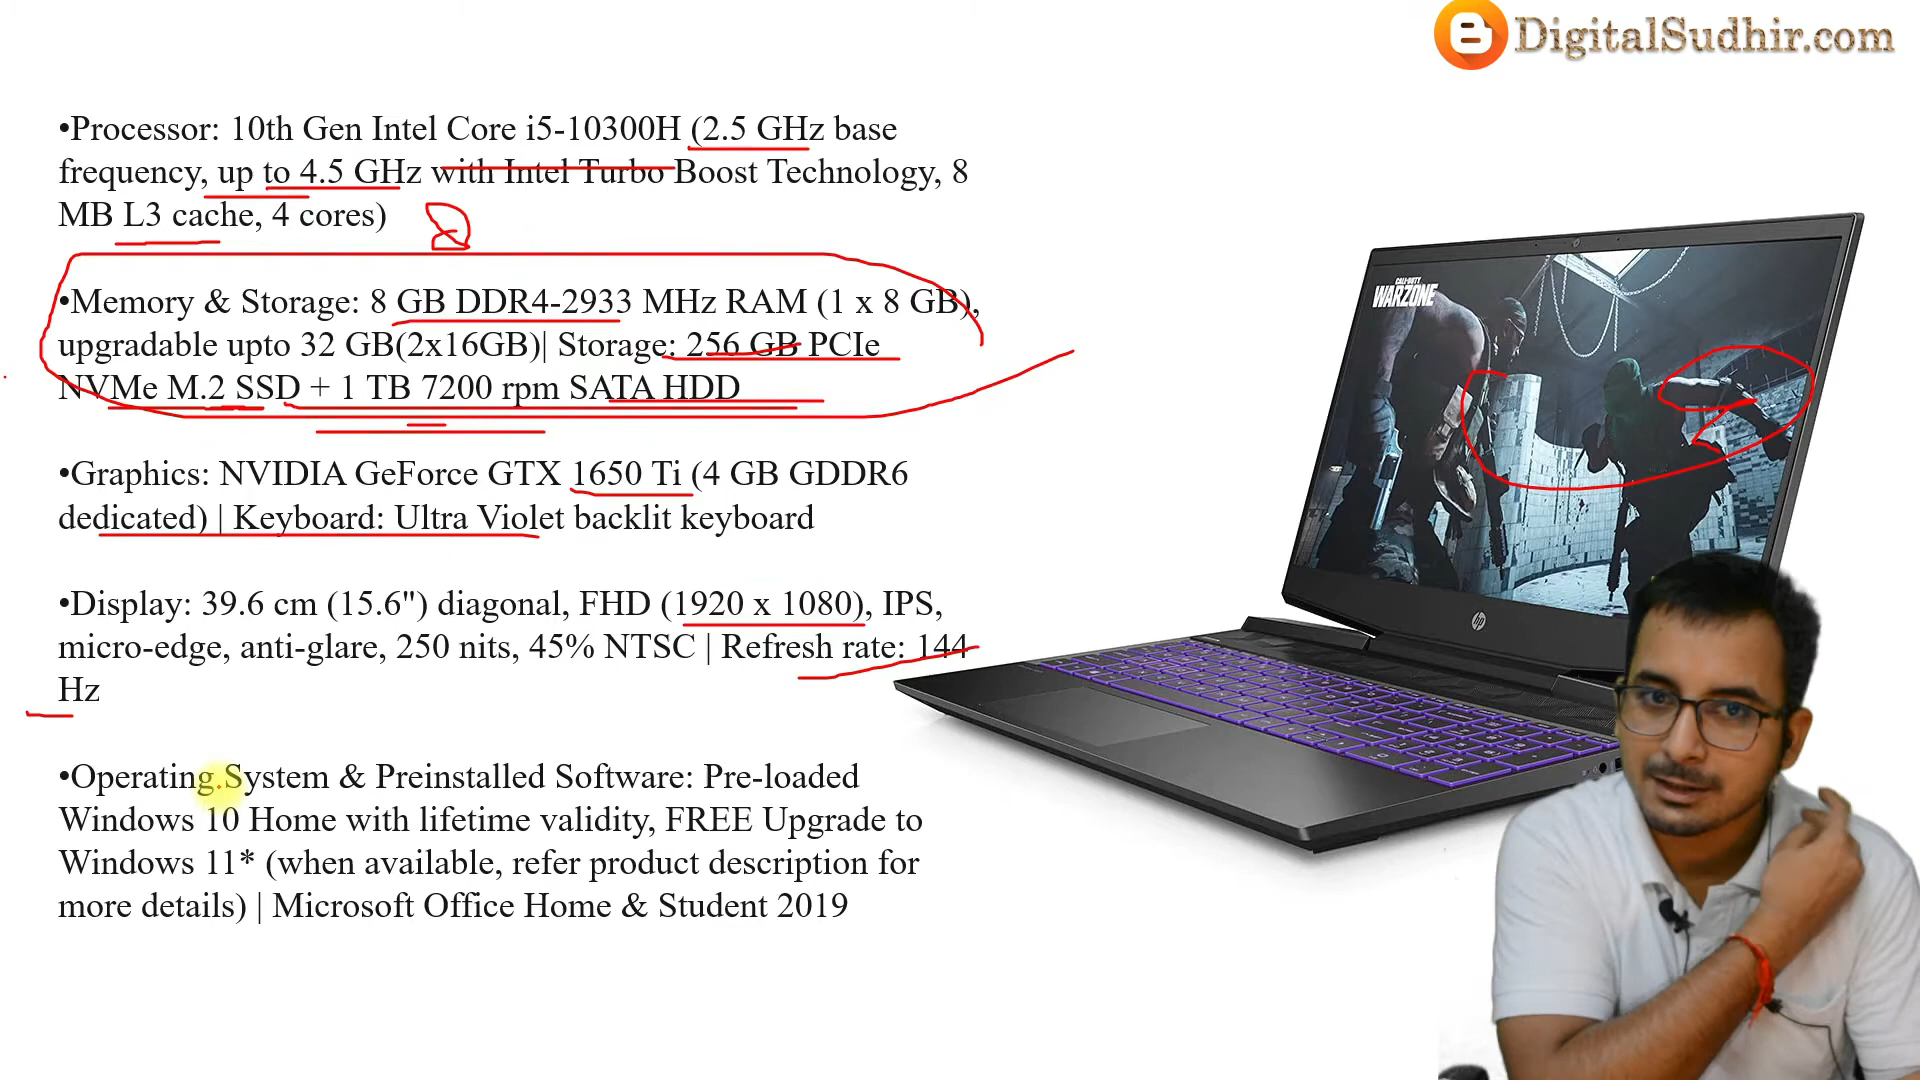 DigitalSudhir.com
•Processor: 10th Gen Intel Core i5-10300H (2.5 GHz base
frequency, up to 4.5 GHz with Intel Turbo Boost Technology, 8
MB L3 cache, 4 cores)
•Memory & Storage: 8 GB DDR4-2933 MHz RAM (1 x 8 GB),
upgradable upto 32 GB(2x16GB)| Storage: 256 GB PCIe
NVMe M.2 SSD + 1 TB 7200 rpm SATA HDD
•Graphics: NVIDIA GeForce GTX 1650 Ti (4 GB GDDR6
dedicated) | Keyboard: Ultra Violet backlit keyboard
•Display: 39.6 cm (15.6") diagonal, FHD (1920 x 1080), IPS,
micro-edge, anti-glare, 250 nits, 45% NTSC | Refresh rate: 144
Hz
•Operating System & Preinstalled Software: Pre-loaded
Windows 10 Home with lifetime validity, FREE Upgrade to
Windows 11* (when available, refer product description for
more details) | Microsoft Office Home & Student 2019
CALL OF DUTY
WARZONE
hp